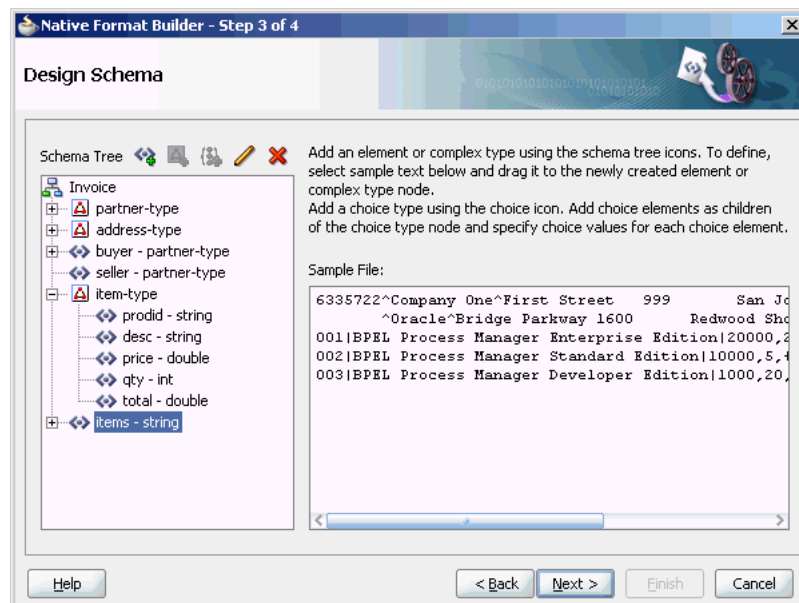 Native Format Builder - Step 3 of 4
Design Schema
Schema Tree
Invoice
partner-type
address-type
buyer - partner-type
seller - partner-type
item-type
prodid - string
desc - string
price - double
qty - int
total - double
items - string
Add an element or complex type using the schema tree icons. To define,
select sample text below and drag it to the newly created element or
complex type node.
Add a choice type using the choice icon. Add choice elements as children
of the choice type node and specify choice values for each choice element.
Sample File:
6335722^Company One^First Street 999 San Jo
^Oracle^Bridge Parkway 1600 Redwood Sho
001|BPEL Process Manager Enterprise Edition|20000,2
002|BPEL Process Manager Standard Edition|10000,5,+
003|BPEL Process Manager Developer Edition|1000,20,
Help
< Back
Next >
Finish
Cancel